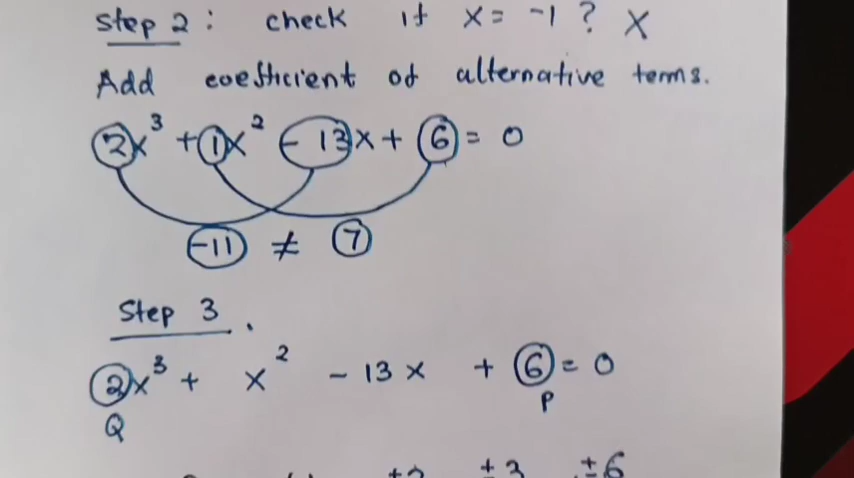 Step 2 : check if x = -1 ? X
Add coefficient of alternative terms.
2x³ + 1x² - 13x + 6 = 0
-11 ≠ 7
Step 3 .
2x³ + x² - 13x + 6 = 0
Q P
±2 ±3 ±6